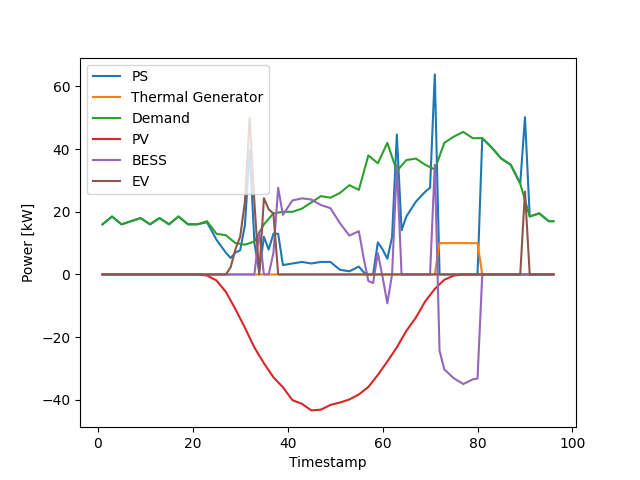 PS
Thermal Generator
Demand
PV
BESS
EV
Power [kW]
60
40
20
0
−20
−40
0 20 40 60 80 100
Timestamp